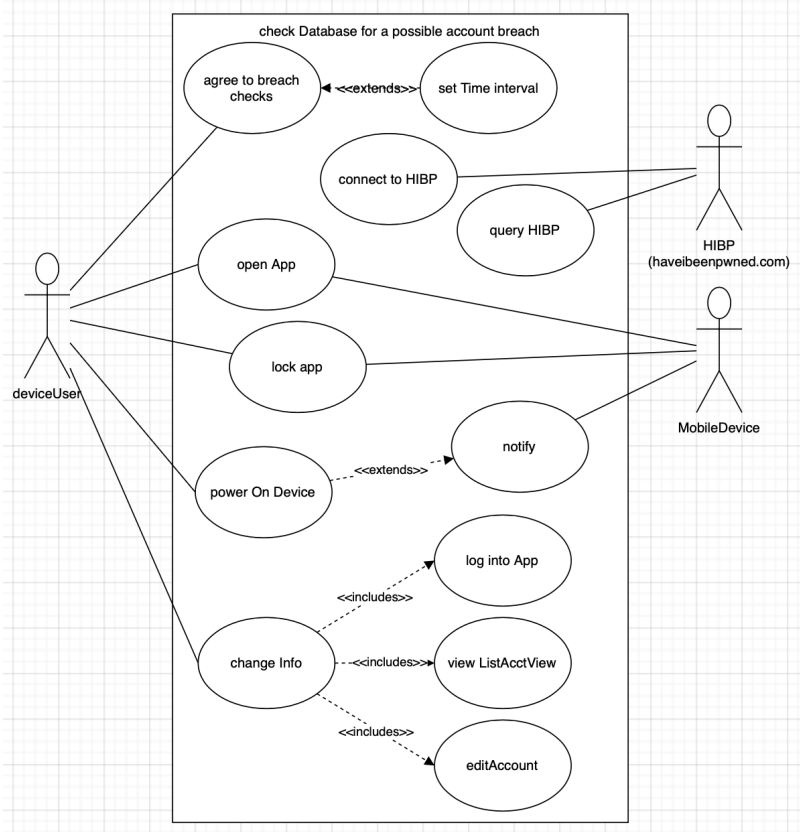 check Database for a possible account breach
agree to breach
checks
<<extends>>
set Time interval
connect to HIBP
query HIBP
HIBP
(haveibeenpwned.com)
open App
lock app
deviceUser
MobileDevice
notify
<<extends>>
power On Device
log into App
<<includes>>
change Info
<<includes>>
view ListAcctView
<<includes>>
editAccount